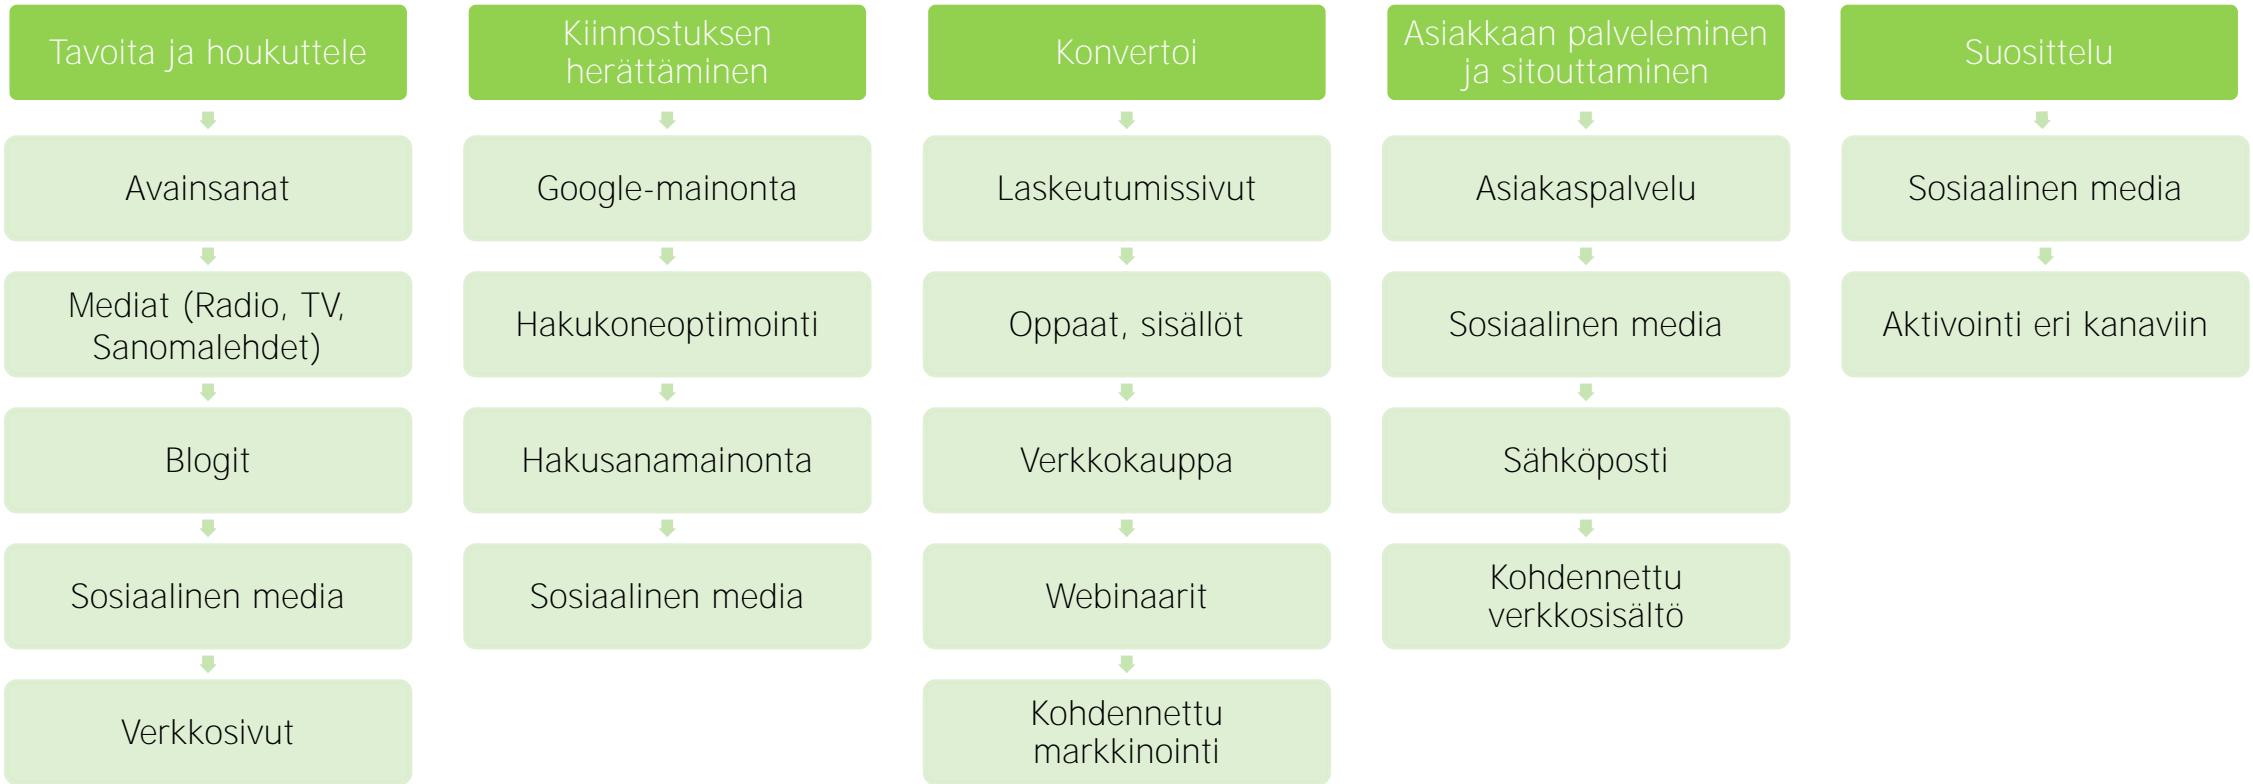 Tavoita ja houkuttele
Avainsanat
Mediat (Radio, TV,
Sanomalehdet)
Blogit
Sosiaalinen media
Verkkosivut
Kiinnostuksen
herättäminen
Google-mainonta
Hakukoneoptimointi
Hakusanamainonta
Sosiaalinen media
Konvertoi
Laskeutumissivut
Oppaat, sisällöt
Verkkokauppa
Webinaarit
Kohdennettu
markkinointi
Asiakkaan palveleminen
ja sitouttaminen
Asiakaspalvelu
Sosiaalinen media
Sähköposti
Kohdennettu
verkkosisältö
Suosittelu
Sosiaalinen media
Aktivointi eri kanaviin